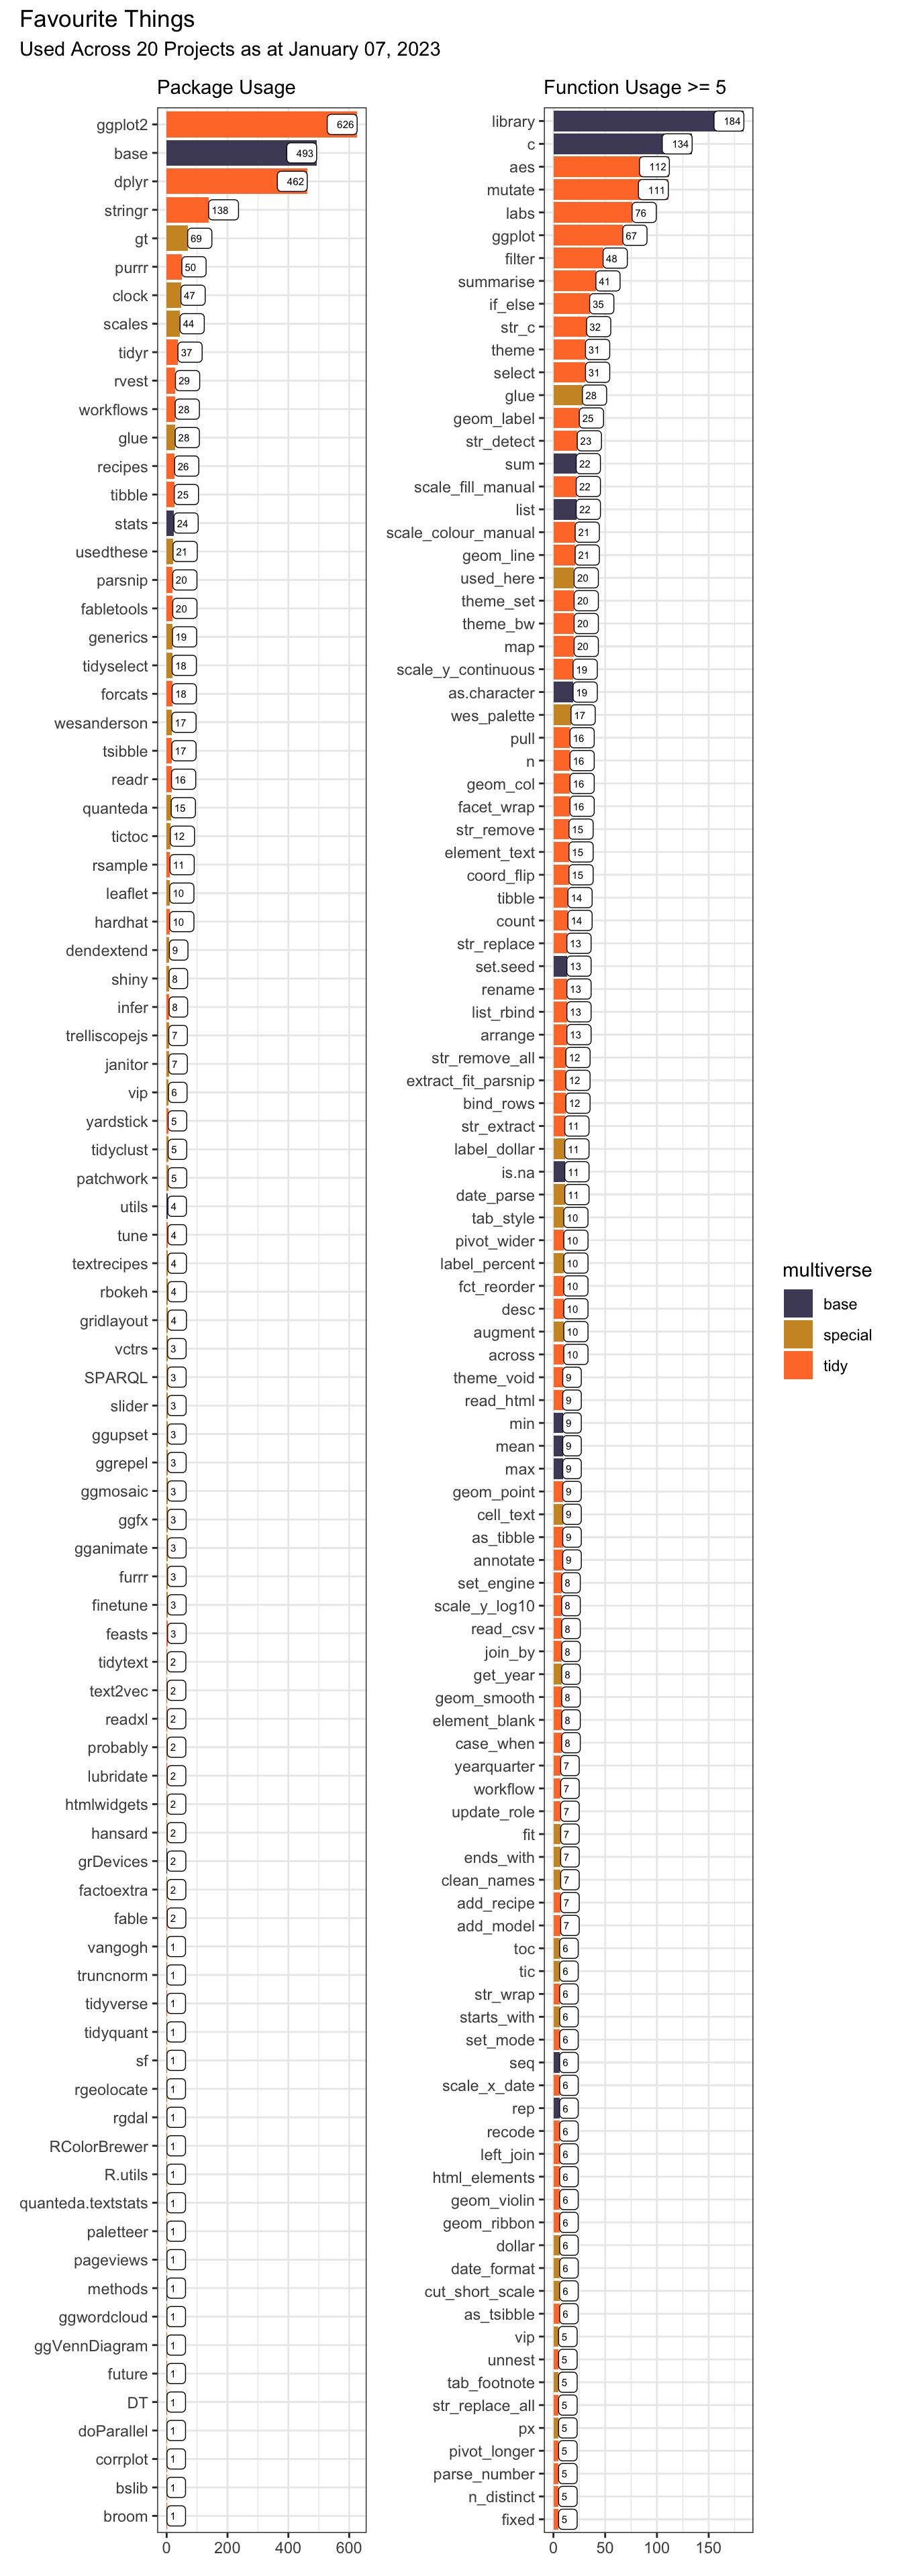 Favourite Things
Used Across 20 Projects as at January 07, 2023
Package Usage
ggplot2 626
base 493
dplyr 462
stringr 138
gt 69
purrr 50
clock 47
scales 44
tidyr 37
rvest 29
workflows 28
glue 28
recipes 26
tibble 25
stats 24
usedthese 21
parsnip 20
fabletools 20
generics 19
tidyselect 18
forcats 18
wesanderson 17
tsibble 17
readr 16
quanteda 15
tictoc 12
rsample 11
leaflet 10
hardhat 10
dendextend 9
shiny 8
infer 8
trelliscopejs 7
janitor 7
vip 6
yardstick 5
tidyclust 5
patchwork 5
utils 4
tune 4
textrecipes 4
rbokeh 4
gridlayout 4
vctrs 3
SPARQL 3
slider 3
ggupset 3
ggrepel 3
ggmosaic 3
ggfx 3
gganimate 3
furrr 3
finetune 3
feasts 3
tidytext 2
text2vec 2
readxl 2
probably 2
lubridate 2
htmlwidgets 2
hansard 2
grDevices 2
factoextra 2
fable 2
vangogh 1
truncnorm 1
tidyverse 1
tidyquant 1
sf 1
rgeolocate 1
rgdal 1
RColorBrewer 1
R.utils 1
quanteda.textstats 1
paletteer 1
pageviews 1
methods 1
ggwordcloud 1
ggVennDiagram 1
future 1
DT 1
doParallel 1
corrplot 1
bslib 1
broom 1
0 200 400 600
Function Usage >= 5
library 184
c 134
aes 112
mutate 111
labs 76
ggplot 67
filter 48
summarise 41
if_else 35
str_c 32
theme 31
select 31
glue 28
geom_label 25
str_detect 23
sum 22
scale_fill_manual 22
list 22
scale_colour_manual 21
geom_line 21
used_here 20
theme_set 20
theme_bw 20
map 20
scale_y_continuous 19
as.character 19
wes_palette 17
pull 16
n 16
geom_col 16
facet_wrap 16
str_remove 15
element_text 15
coord_flip 15
tibble 14
count 14
str_replace 13
set.seed 13
rename 13
list_rbind 13
arrange 13
str_remove_all 12
extract_fit_parsnip 12
bind_rows 12
str_extract 11
label_dollar 11
is.na 11
date_parse 11
tab_style 10
pivot_wider 10
label_percent 10
fct_reorder 10
desc 10
augment 10
across 10
theme_void 9
read_html 9
min 9
mean 9
max 9
geom_point 9
cell_text 9
as_tibble 9
annotate 9
set_engine 8
scale_y_log10 8
read_csv 8
join_by 8
get_year 8
geom_smooth 8
element_blank 8
case_when 8
yearquarter 7
workflow 7
update_role 7
fit 7
ends_with 7
clean_names 7
add_recipe 7
add_model 7
toc 6
tic 6
str_wrap 6
starts_with 6
set_mode 6
seq 6
scale_x_date 6
rep 6
recode 6
left_join 6
html_elements 6
geom_violin 6
geom_ribbon 6
dollar 6
date_format 6
cut_short_scale 6
as_tsibble 6
vip 5
unnest 5
tab_footnote 5
str_replace_all 5
px 5
pivot_longer 5
parse_number 5
n_distinct 5
fixed 5
0 50 100 150
multiverse
base
special
tidy